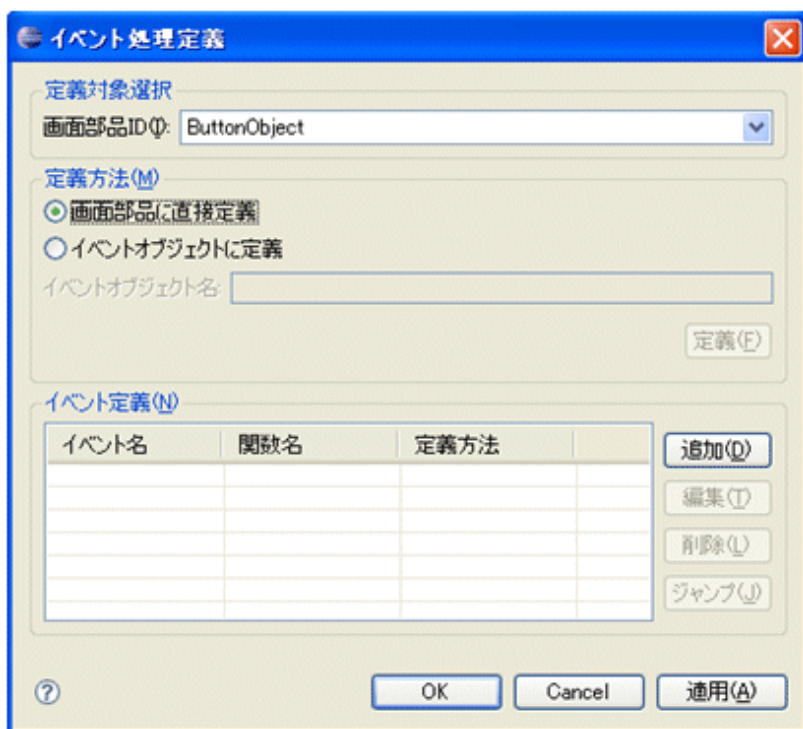 イベント処理定義
定義対象選択
画面部品ID(I): ButtonObject
定義方法(M)
画面部品に直接定義
イベントオブジェクトに定義
イベントオブジェクト名:
定義(F)
イベント定義(N)
イベント名 関数名 定義方法
追加(D)
編集(T)
削除(L)
ジャンプ(J)
? OK Cancel 適用(A)